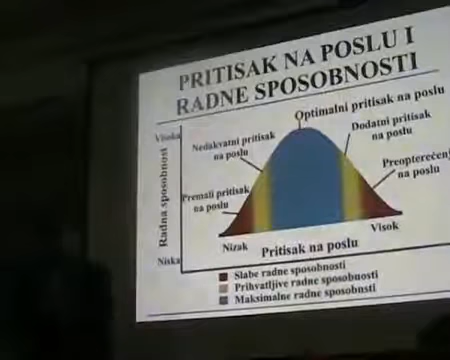 PRITISAK NA POSLU I
RADNE SPOSOBNOSTI
Optimalni pritisak na poslu
Visoka
Nedakvatni pritisak
na poslu
Dodatni pritisak
na poslu
Radna sposobnost
Premali pritisak
na poslu
Preopterećen
na poslu
Nizak
Pritisak na poslu
Visok
Niska
Slabe radne sposobnosti
Prihvatljive radne sposobnosti
Maksimalne radne sposobnosti